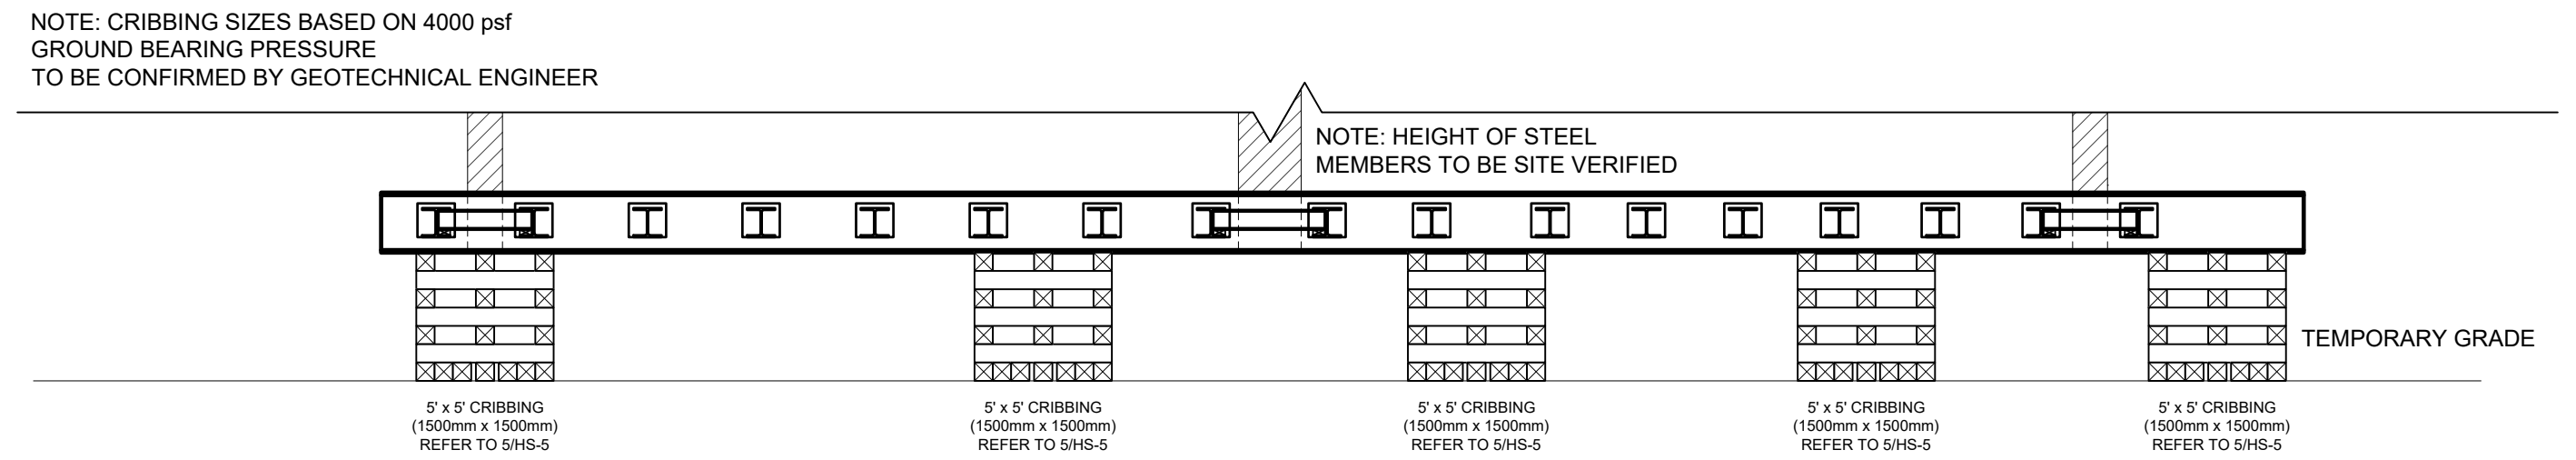 NOTE: CRIBBING SIZES BASED ON 4000 psf
GROUND BEARING PRESSURE
TO BE CONFIRMED BY GEOTECHNICAL ENGINEER
NOTE: HEIGHT OF STEEL
MEMBERS TO BE SITE VERIFIED
TEMPORARY GRADE
5' x 5' CRIBBING
(1500mm x 1500mm)
REFER TO 5/HS-5
5' x 5' CRIBBING
(1500mm x 1500mm)
REFER TO 5/HS-5
5' x 5' CRIBBING
(1500mm x 1500mm)
REFER TO 5/HS-5
5' x 5' CRIBBING
(1500mm x 1500mm)
REFER TO 5/HS-5
5' x 5' CRIBBING
(1500mm x 1500mm)
REFER TO 5/HS-5